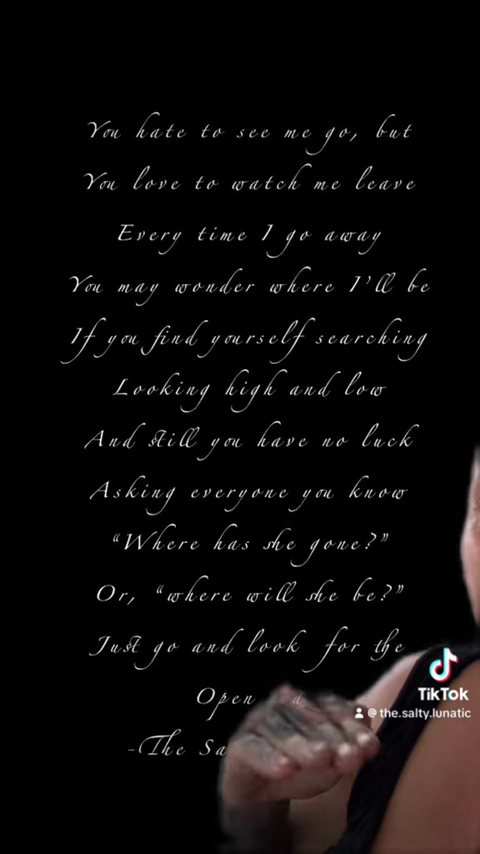 You hate to see me go, but
You love to watch me leave
Every time I go away
You may wonder where I'll be
If you find yourself searching
Looking high and low
And still you have no luck
Asking everyone you know
“Where has she gone?”
Or, “where will she be?”
Just go and look for the
Open
-The
TikTok
@the.salty.lunatic